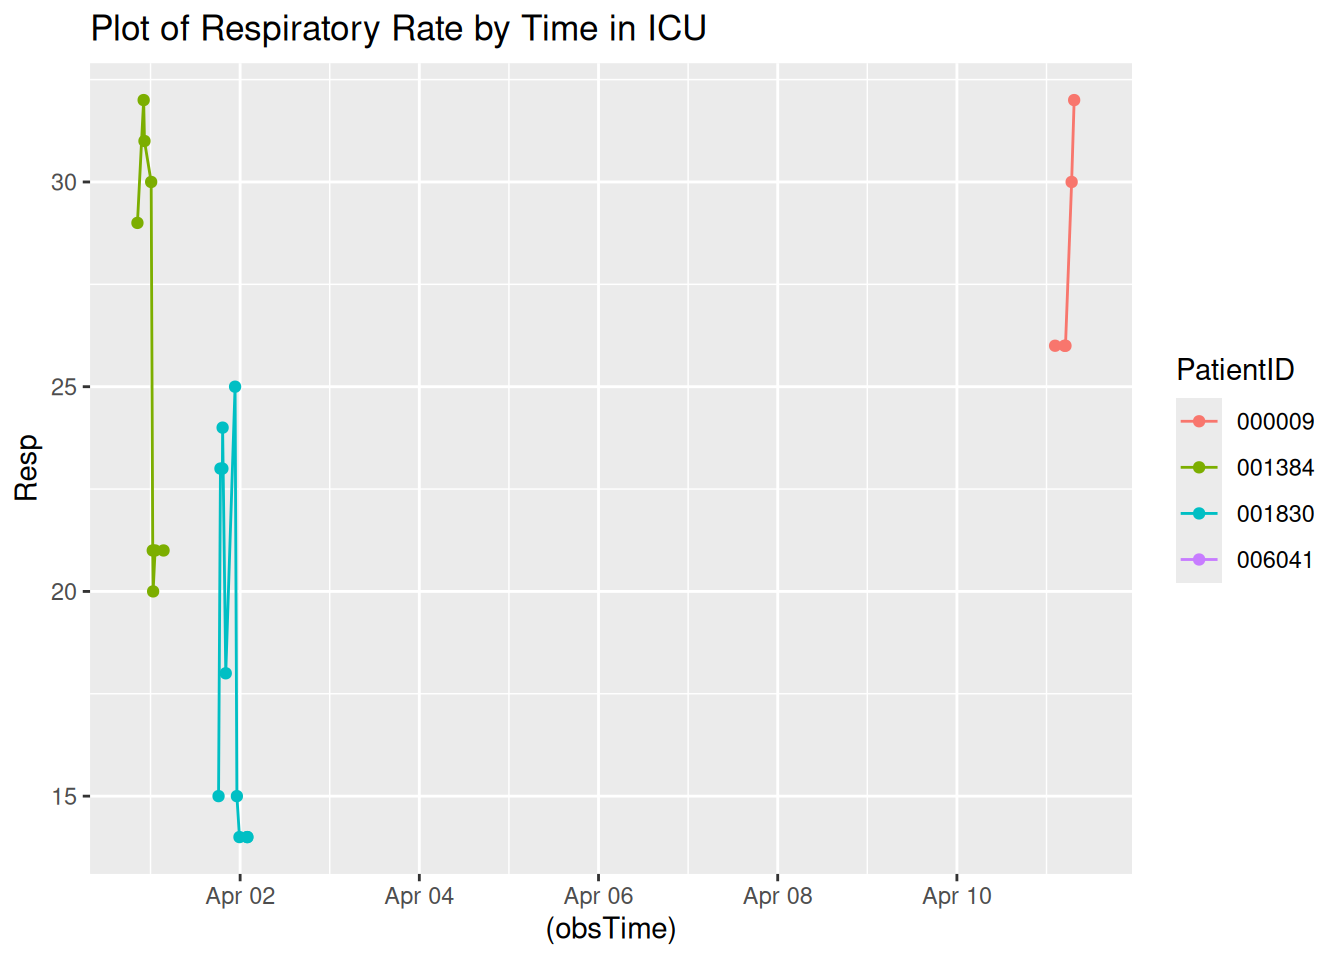 Plot of Respiratory Rate by Time in ICU
30
25
20
15
Resp
Apr 02 Apr 04 Apr 06 Apr 08 Apr 10
(obsTime)
PatientID
000009
001384
001830
006041